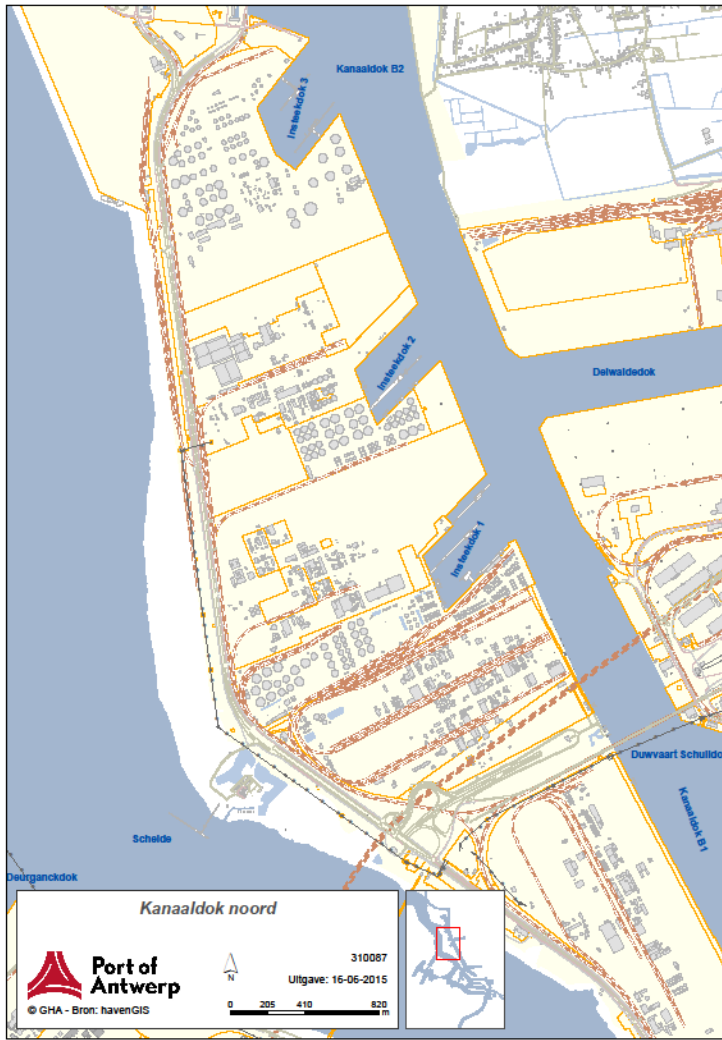 Kanaaldok B2
Insteekdok 3
Insteekdok 2
Delwaidedok
Insteekdok 1
Duwvaart Schuildo
Kanaaldok B1
Schelde
Deurganckdok
Kanaaldok noord
Port of
Antwerp
© GHA - Bron: havenGIS
N
310087
Uitgave: 16-06-2015
0 205 410 820
m